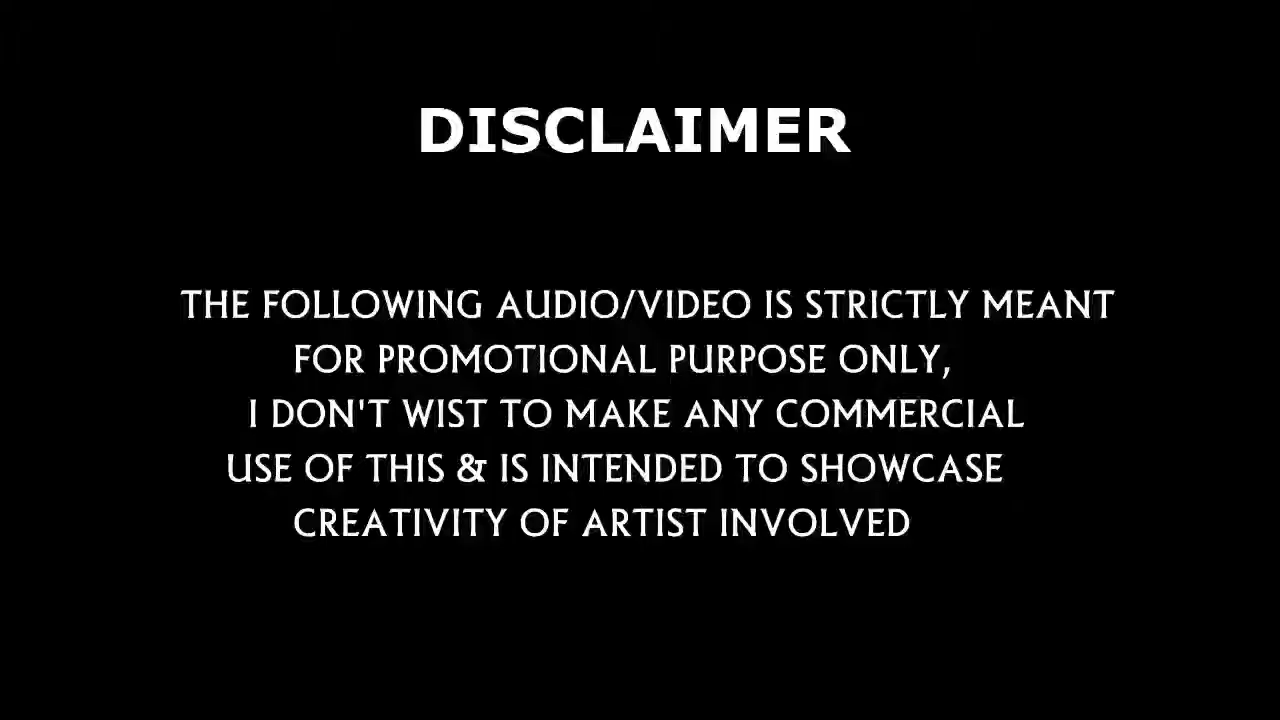 DISCLAIMER
THE FOLLOWING AUDIO/VIDEO IS STRICTLY MEANT
FOR PROMOTIONAL PURPOSE ONLY,
I DON'T WIST TO MAKE ANY COMMERCIAL
USE OF THIS & IS INTENDED TO SHOWCASE
CREATIVITY OF ARTIST INVOLVED